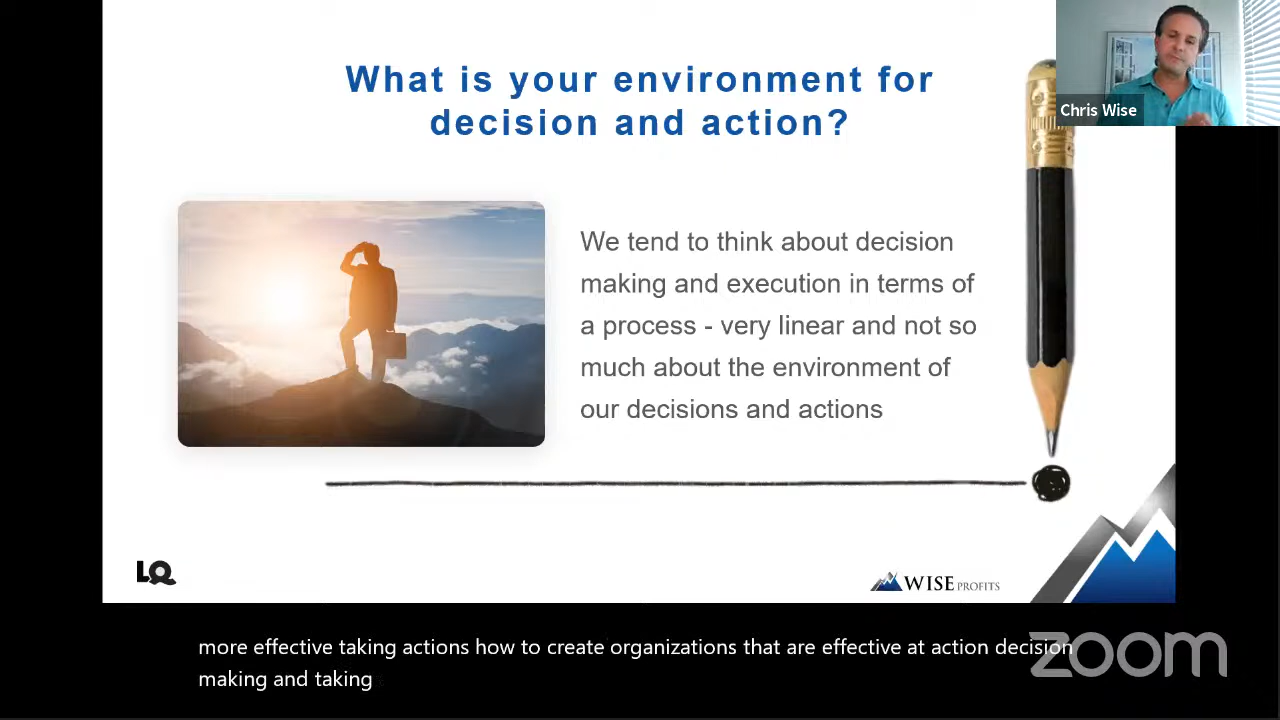 What is your environment for
decision and action?
Chris Wise
We tend to think about decision
making and execution in terms of
a process - very linear and not so
much about the environment of
our decisions and actions
LQ
WISE PROFITS
more effective taking actions how to create organizations that are effective at action decision
making and taking
zoom